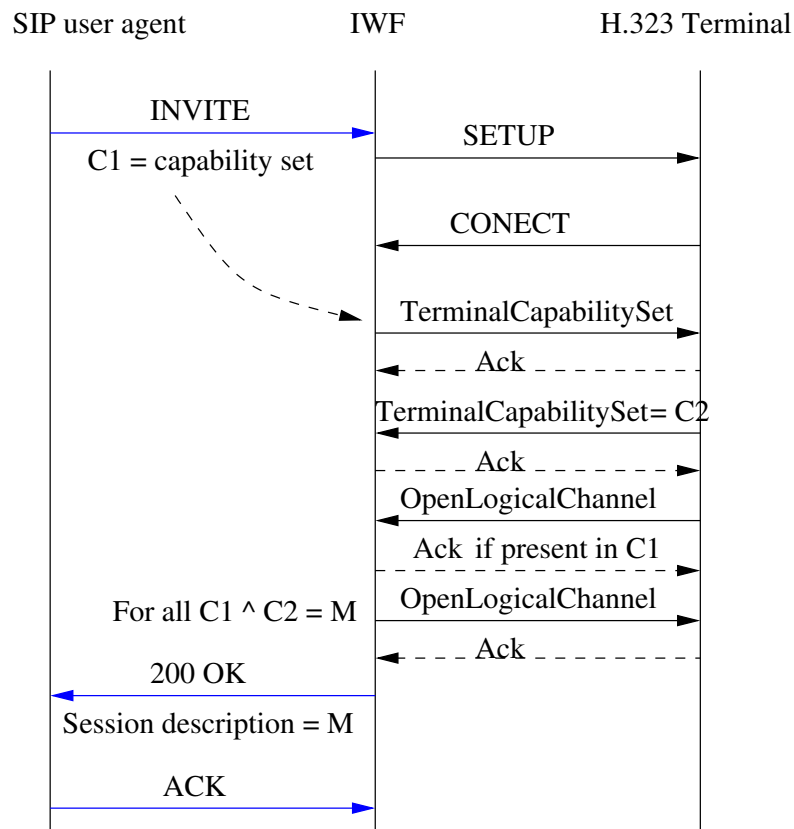 SIP user agent IWF H.323 Terminal
INVITE
SETUP
C1 = capability set
CONECT
TerminalCapabilitySet
Ack
TerminalCapabilitySet= C2
Ack
OpenLogicalChannel
Ack if present in C1
For all C1 ^ C2 = M OpenLogicalChannel
Ack
200 OK
Session description = M
ACK